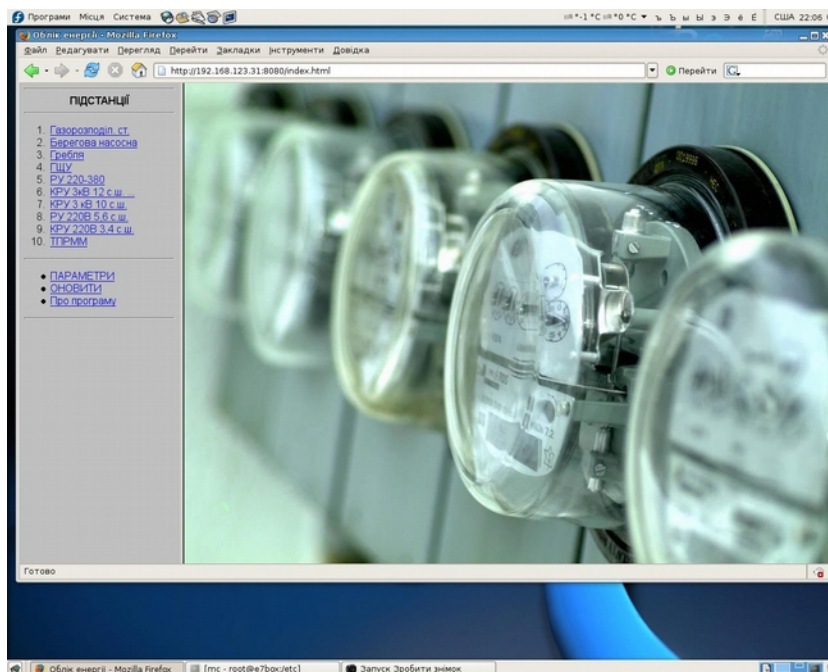 Програми Місця Система
-1 °C 0 °C ъ Ъ ы Ы э Э ё Ё США 22:06
Облік енергії - Mozilla Firefox
Файл Редагувати Перегляд Перейти Закладки Інструменти Довідка
http://192.168.123.31:8080/index.html Перейти
ПІДСТАНЦІЇ
1. Газорозподіл. ст.
2. Берегова насосна
3. Гребля
4. ГЩУ
5. РУ 220-380
6. КРУ 3кВ 12 с.ш. ...
7. КРУ 3 кВ 10 с.ш.
8. РУ 220В 5,6 с.ш.
9. КРУ 220В 3,4 с.ш.
10. ТПРММ
ПАРАМЕТРИ
ОНОВИТИ
Про програму
Готово
Облік енергії - Mozilla Firefox [mc - root@e7box:/etc] Запуск Зробити знімок